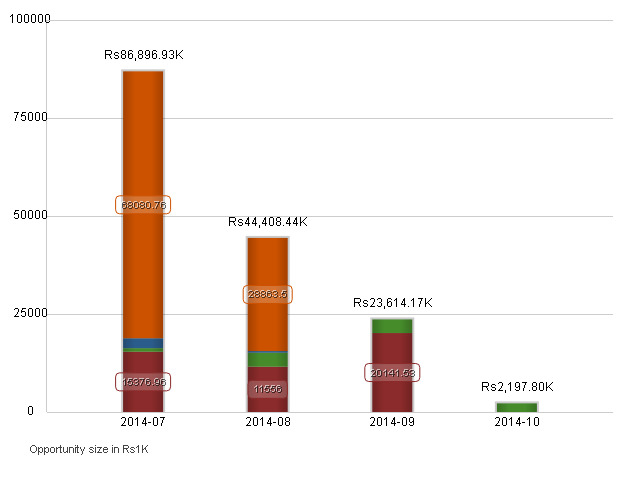 100000
Rs86,896.93K
75000
50000
68080.76
Rs44,408.44K
25000
28863.5
Rs23,614.17K
15376.96
11556
20141.53
Rs2,197.80K
0
2014-07
2014-08
2014-09
2014-10
Opportunity size in Rs1K